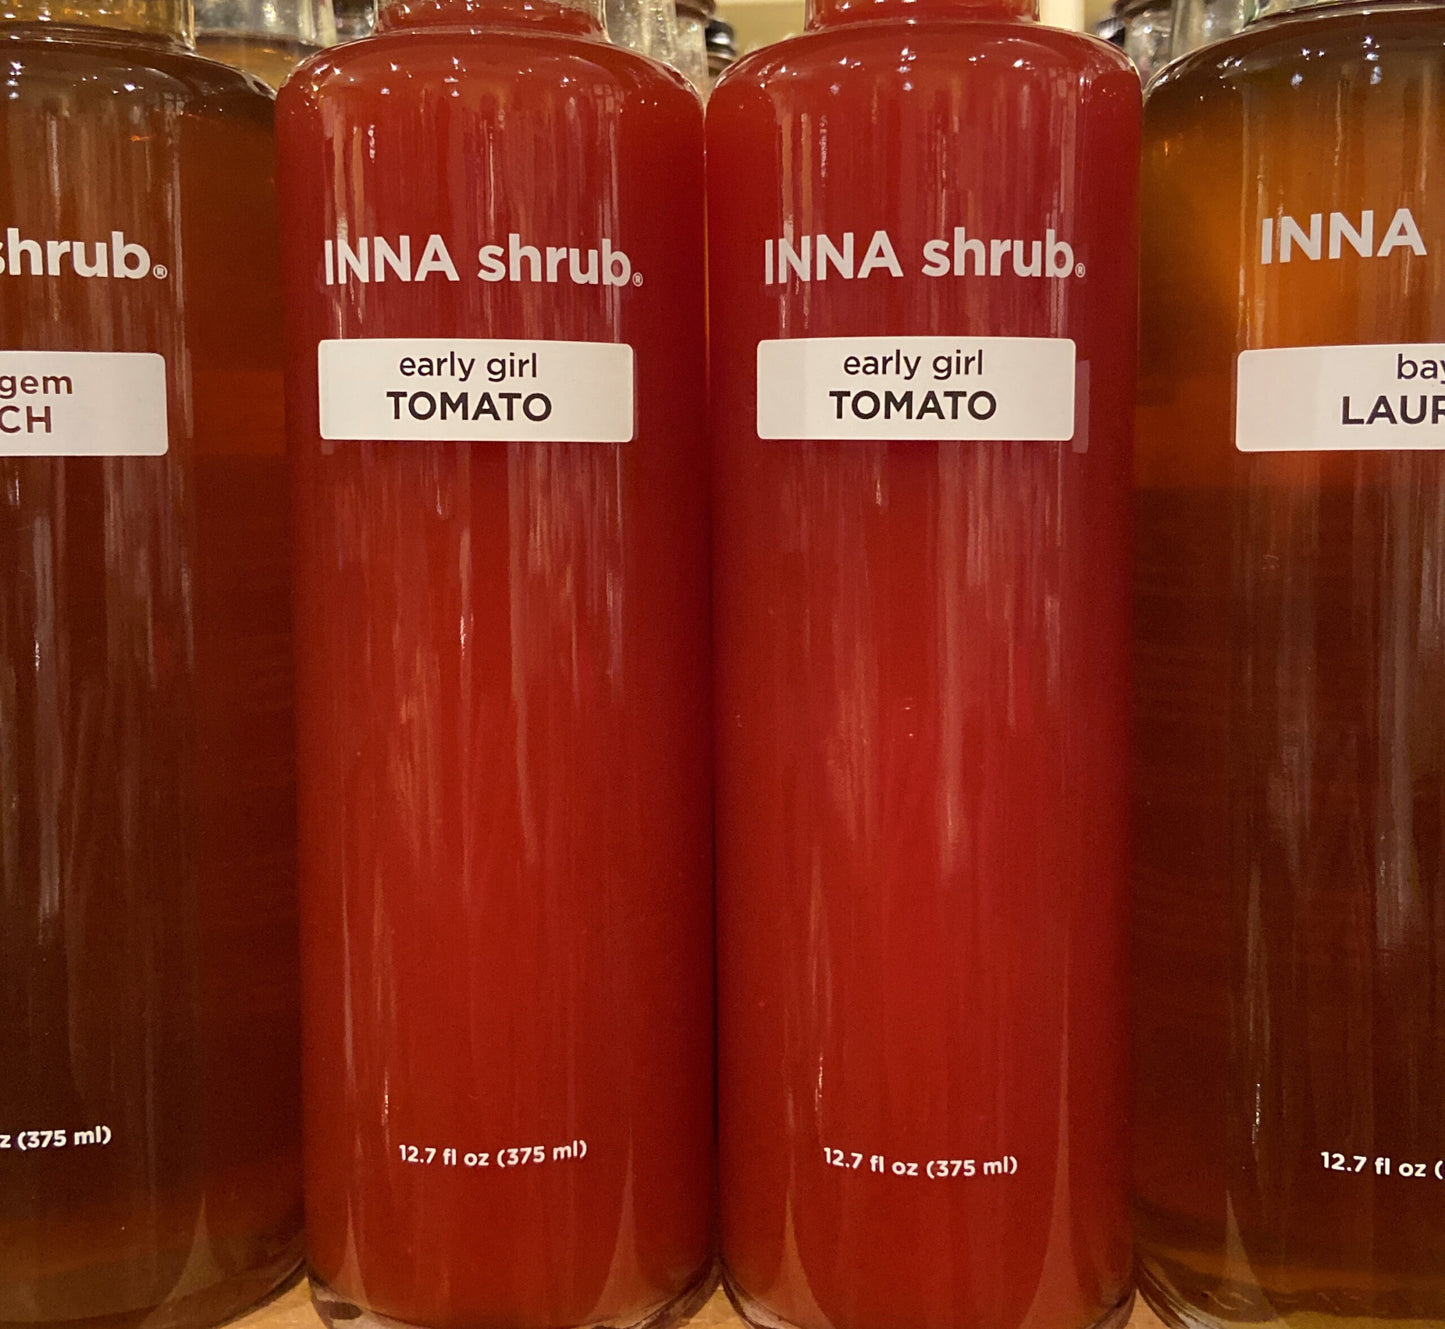 shrub®
gem
CH
z (375 ml)
INNA shrub®
early girl
TOMATO
12.7 fl oz (375 ml)
INNA shrub®
early girl
TOMATO
12.7 fl oz (375 ml)
INNA
bay
LAUR
12.7 fl oz (